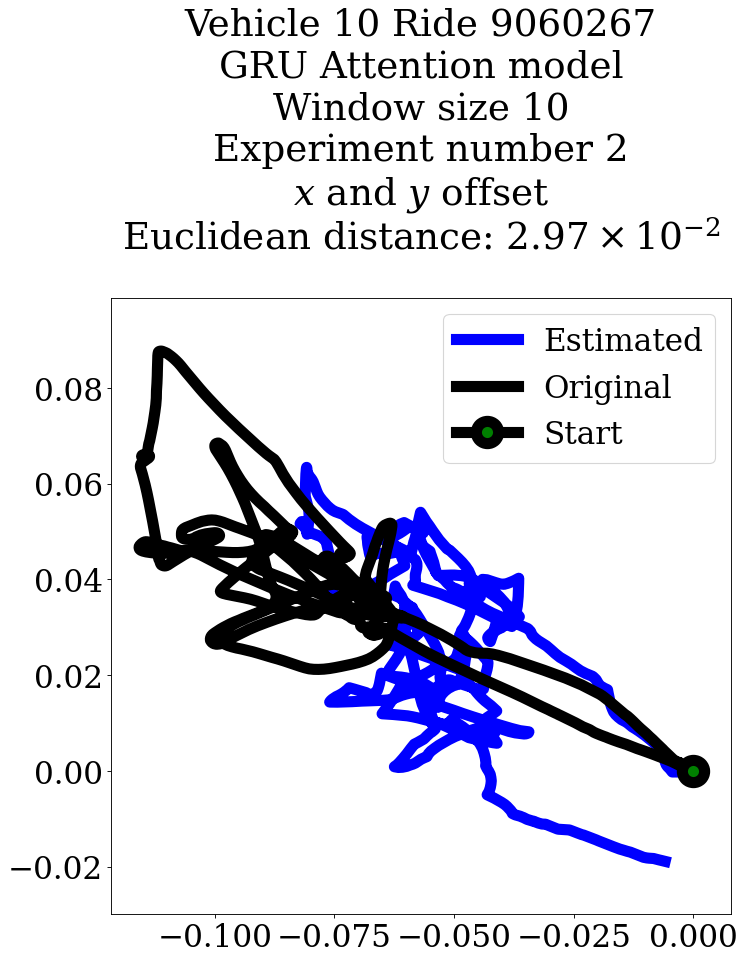 Vehicle 10 Ride 9060267
GRU Attention model
Window size 10
Experiment number 2
x and y offset
Euclidean distance: 2.97 × 10⁻²
Estimated
Original
Start
0.08
0.06
0.04
0.02
0.00
−0.02
−0.100 −0.075 −0.050 −0.025 0.000